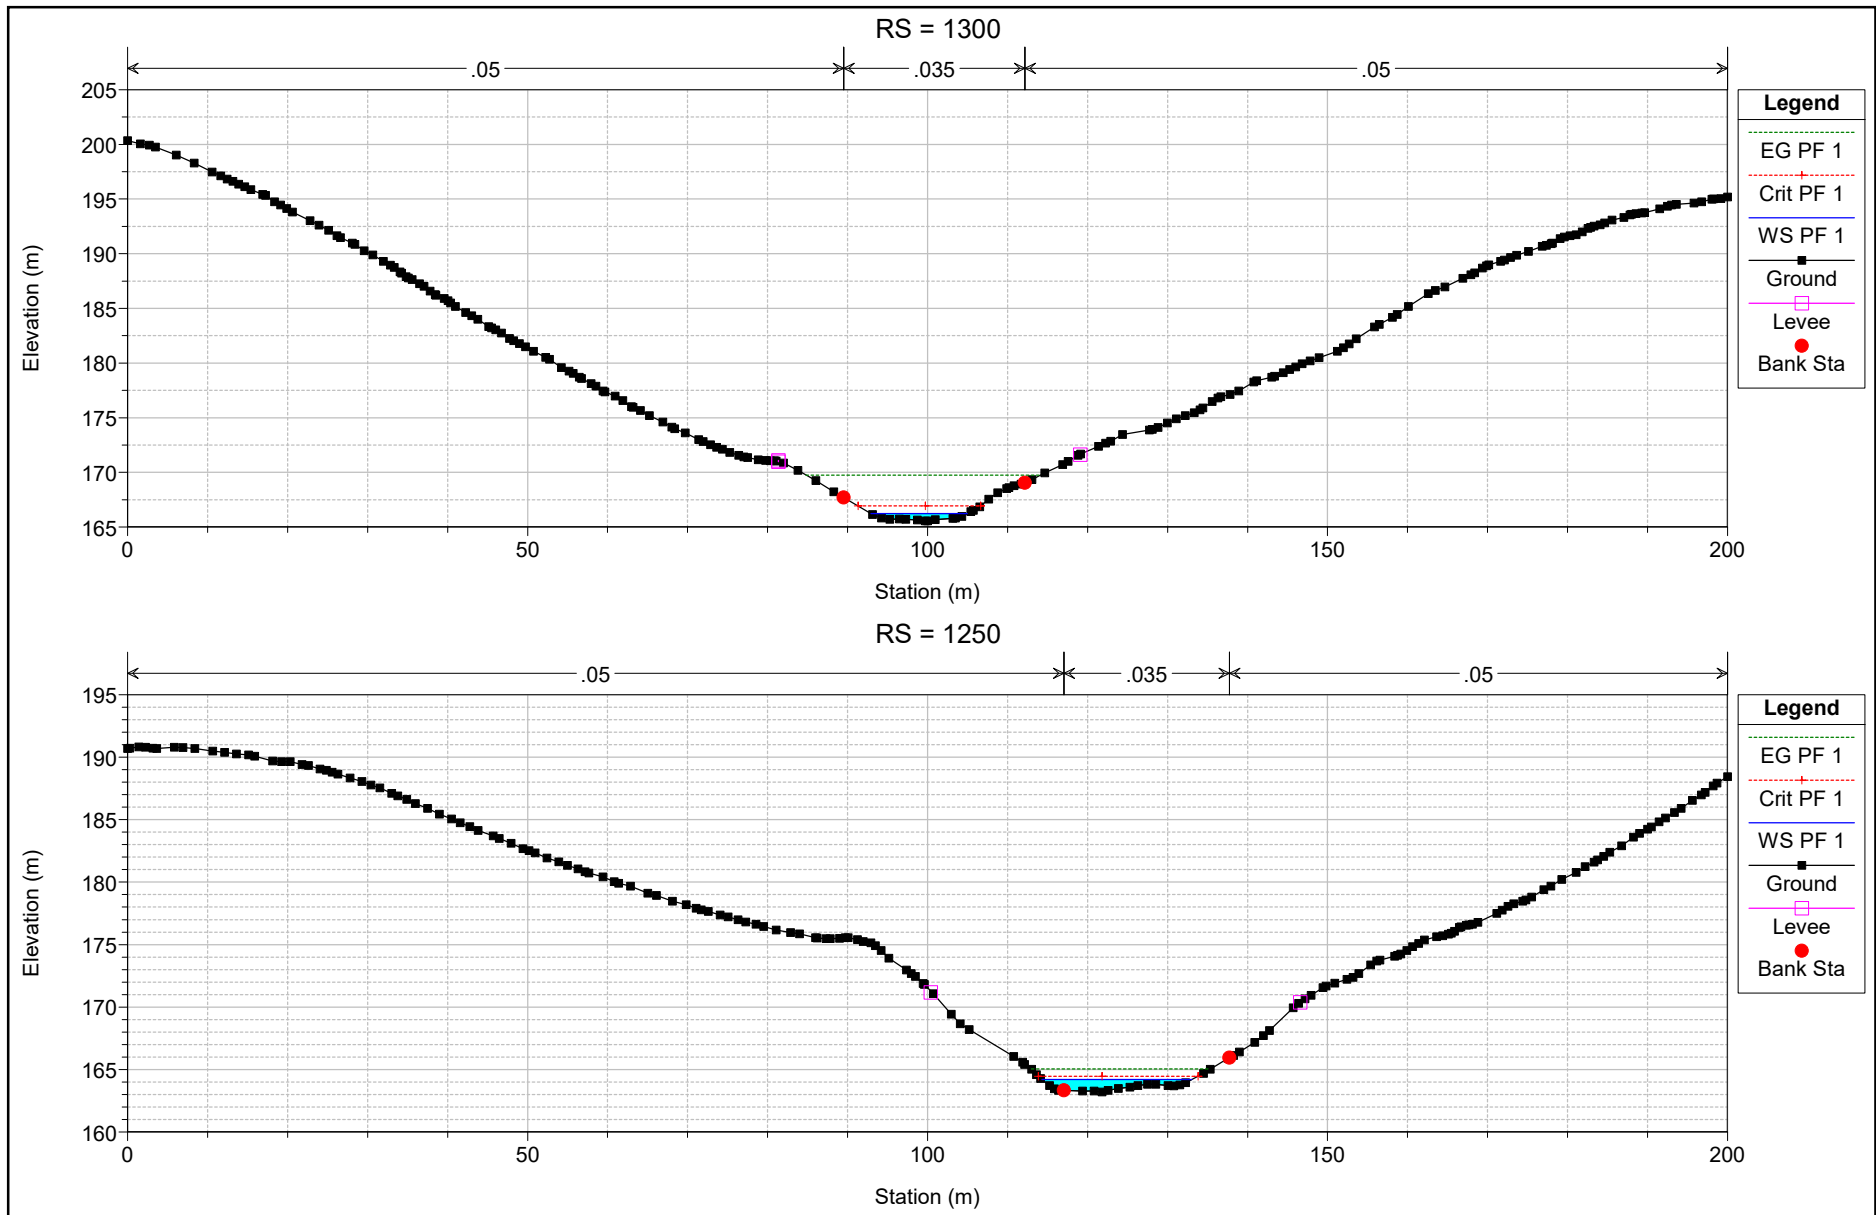 RS = 1300
.05 .035 .05
205
200
195
190
185
180
175
170
165
Elevation (m)
0 50 100 150 200
Station (m)
Legend
EG PF 1
Crit PF 1
WS PF 1
Ground
Levee
Bank Sta
RS = 1250
.05 .035 .05
195
190
185
180
175
170
165
160
Elevation (m)
0 50 100 150 200
Station (m)
Legend
EG PF 1
Crit PF 1
WS PF 1
Ground
Levee
Bank Sta